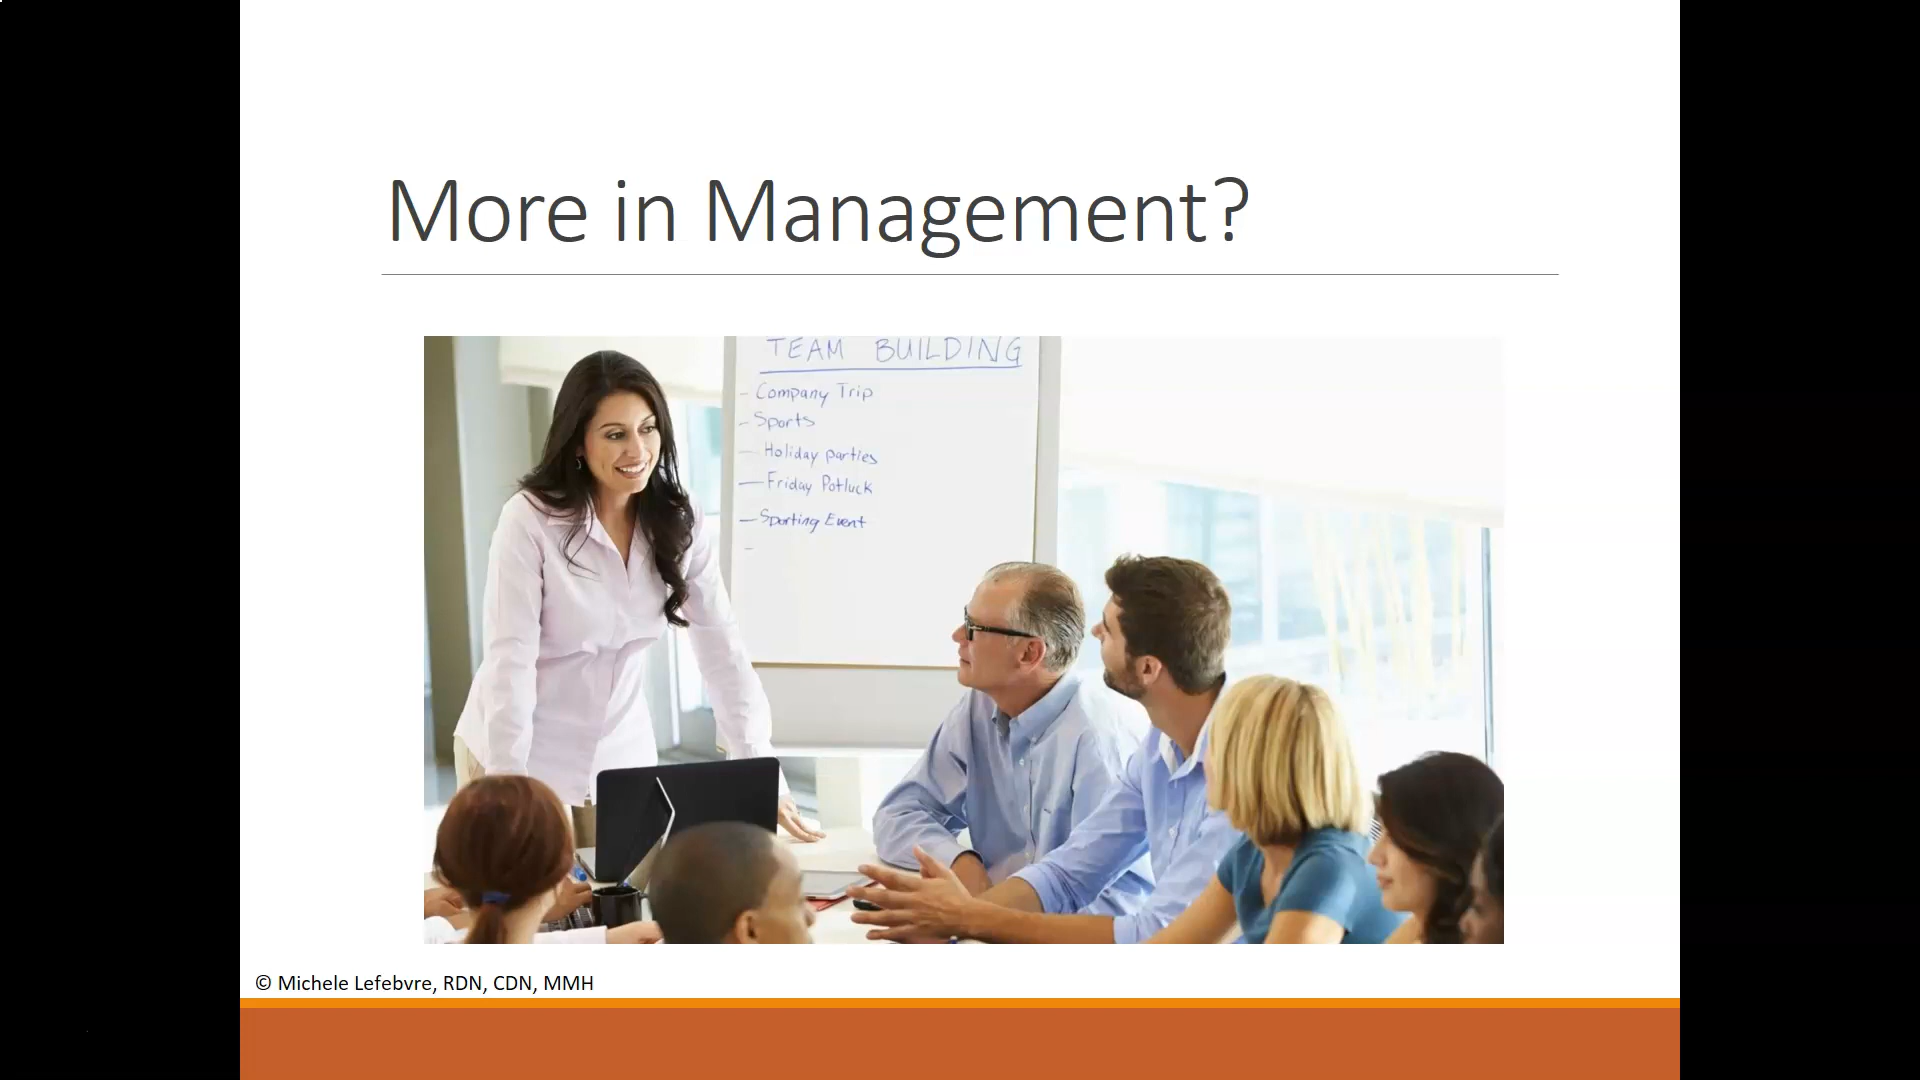 More in Management?
TEAM BUILDING
- Company Trip
- Sports
- Holiday parties
- Friday Potluck
- Sporting Event
-
© Michele Lefebvre, RDN, CDN, MMH